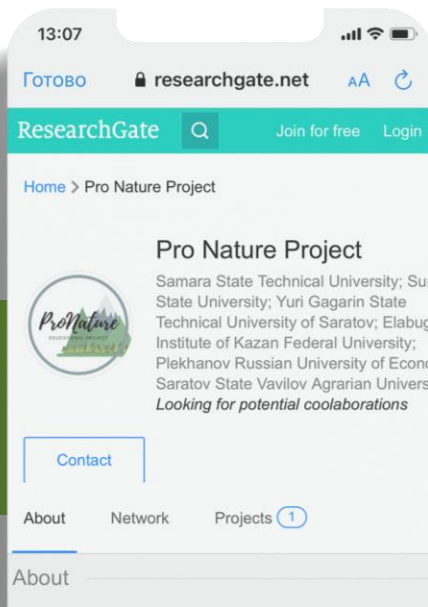 13:07
Готово researchgate.net AA
ResearchGate Join for free Login
Home > Pro Nature Project
Pro Nature Project
Samara State Technical University; Su
State University; Yuri Gagarin State
Technical University of Saratov; Elabug
Institute of Kazan Federal University;
Plekhanov Russian University of Econo
Saratov State Vavilov Agrarian Univers
Looking for potential coolaborations
ProNature
EDUCATIONAL PROJECT
Contact
About Network Projects 1
About